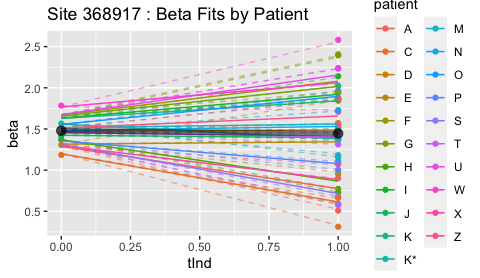 Site 368917 : Beta Fits by Patient
beta
2.5
2.0
1.5
1.0
0.5
0.00
0.25
0.50
0.75
1.00
tInd
patient
A
C
D
E
F
G
H
I
J
K
K*
M
N
O
P
S
T
U
W
X
Z